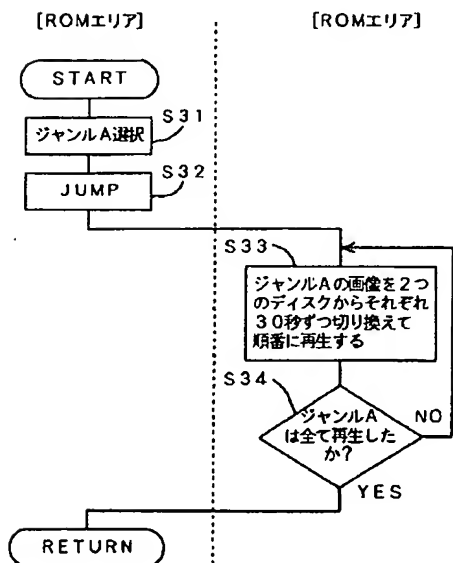 [ROMエリア]
[ROMエリア]
START
S31
ジャンルA選択
S32
JUMP
S33
ジャンルAの画像を2つ
のディスクからそれぞれ
30秒ずつ切り換えて
順番に再生する
S34
ジャンルA
は全て再生した
か?
NO
YES
RETURN